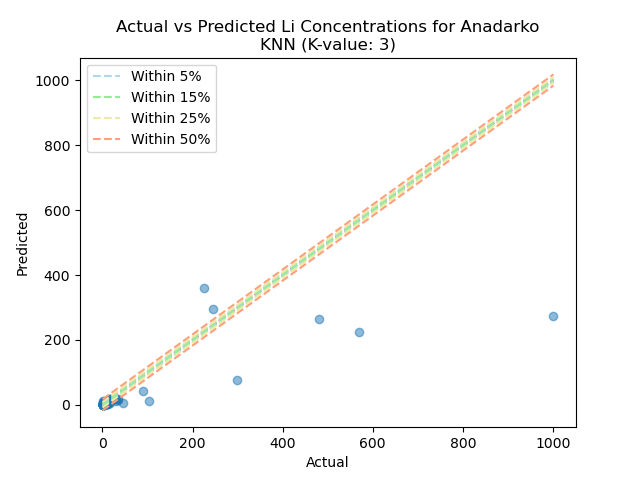 Actual vs Predicted Li Concentrations for Anadarko
KNN (K-value: 3)
Within 5%
Within 15%
Within 25%
Within 50%
1000
800
600
400
200
0
Predicted
0 200 400 600 800 1000
Actual